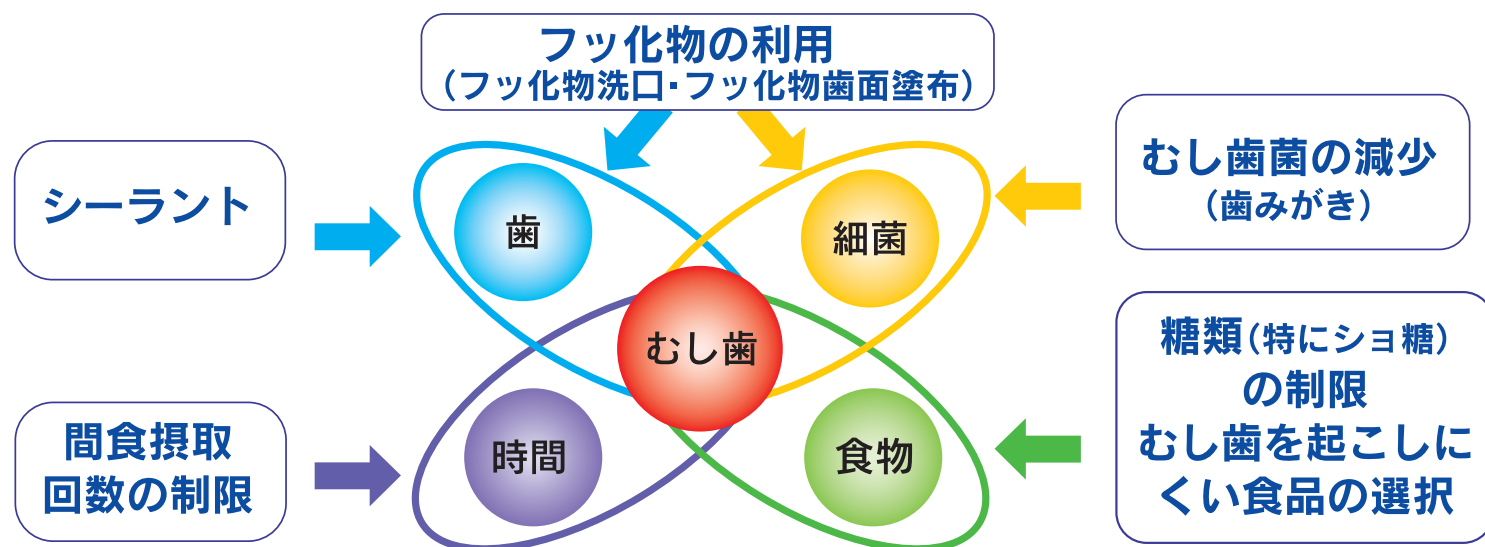 フッ化物の利用
（フッ化物洗口・フッ化物歯面塗布）
シーラント
むし歯菌の減少
（歯みがき）
歯
細菌
むし歯
時間
食物
間食摂取
回数の制限
糖類（特にショ糖）
の制限
むし歯を起こしに
くい食品の選択